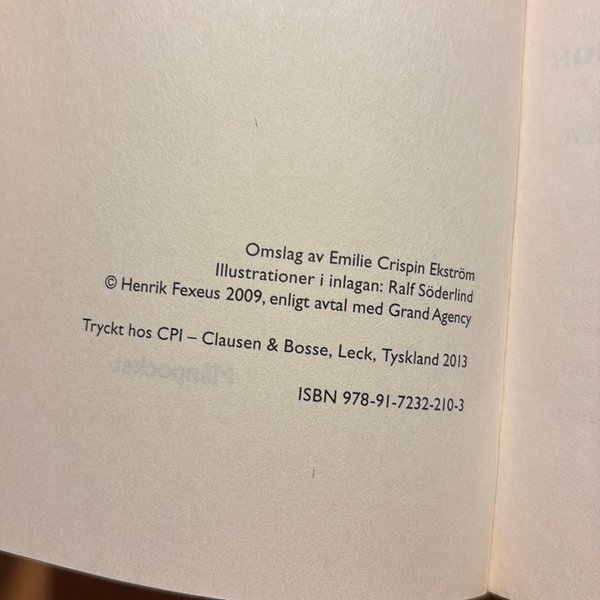 Omslag av Emilie Crispin Ekström
Illustrationer i inlagan: Ralf Söderlind
© Henrik Fexeus 2009, enligt avtal med Grand Agency
Tryckt hos CPI – Clausen & Bosse, Leck, Tyskland 2013
ISBN 978-91-7232-210-3
Månpocket